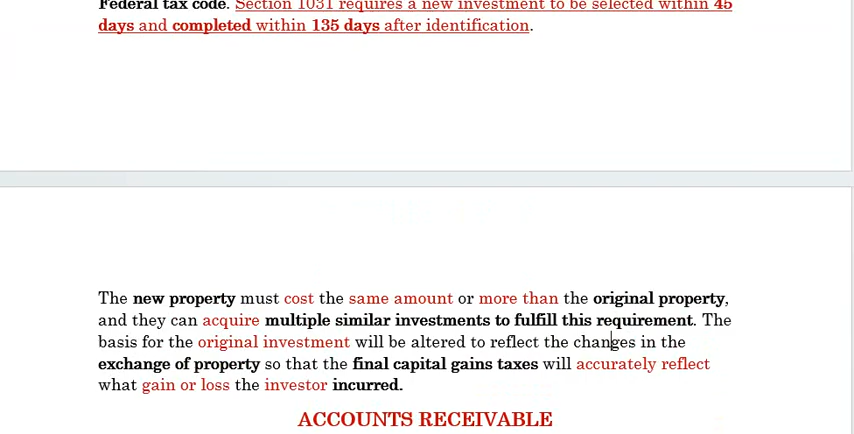 Federal tax code. Section 1031 requires a new investment to be selected within 45
days and completed within 135 days after identification.
The new property must cost the same amount or more than the original property,
and they can acquire multiple similar investments to fulfill this requirement. The
basis for the original investment will be altered to reflect the changes in the
exchange of property so that the final capital gains taxes will accurately reflect
what gain or loss the investor incurred.
ACCOUNTS RECEIVABLE